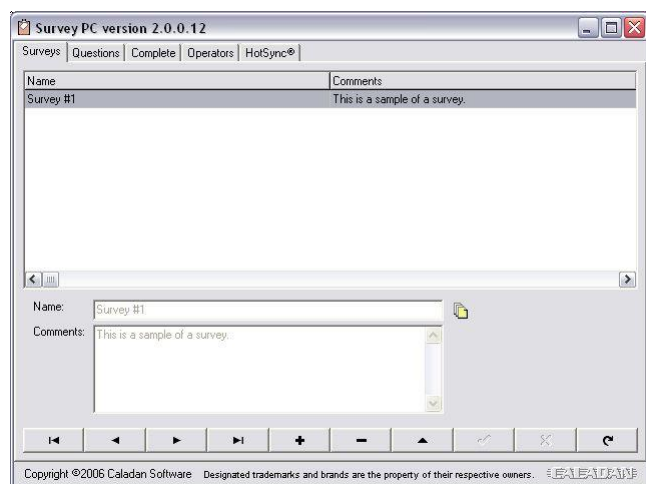 Survey PC version 2.0.0.12
Surveys Questions Complete Operators HotSync®
Name Comments
Survey #1 This is a sample of a survey.
Name: Survey #1
Comments: This is a sample of a survey.
Copyright ©2006 Caladan Software Designated trademarks and brands are the property of their respective owners. CALADAN